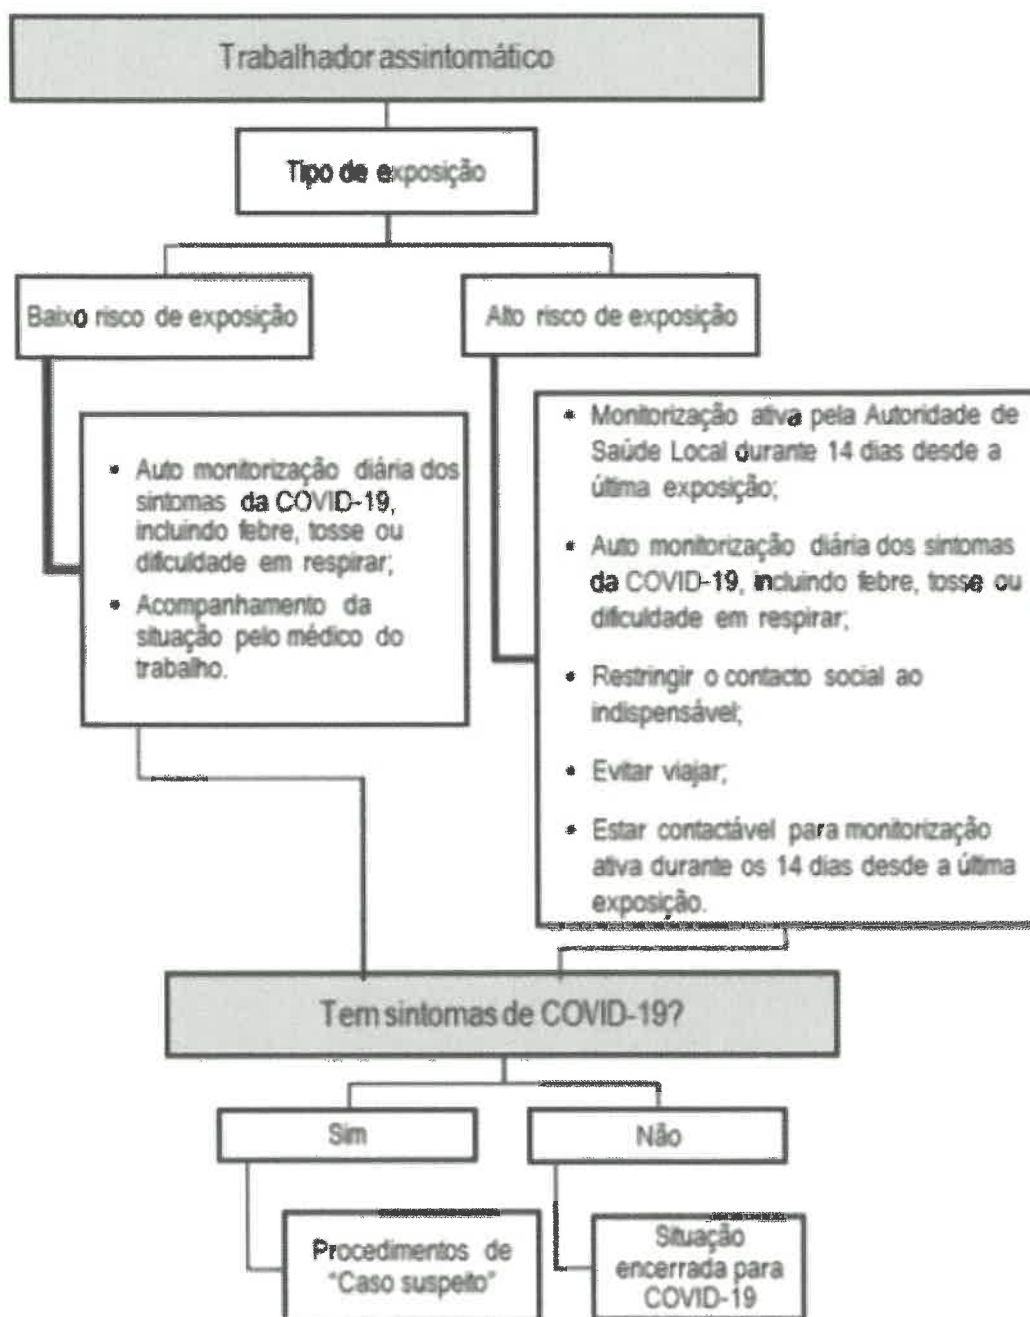 Trabalhador assintomático
Tipo de exposição
Baixo risco de exposição
Alto risco de exposição
• Auto monitorização diária dos
sintomas da COVID-19,
incluindo febre, tosse ou
dificuldade em respirar;
• Acompanhamento da
situação pelo médico do
trabalho.
• Monitorização ativa pela Autoridade de
Saúde Local durante 14 dias desde a
última exposição;
• Auto monitorização diária dos sintomas
da COVID-19, incluindo febre, tosse ou
dificuldade em respirar;
• Restringir o contacto social ao
indispensável;
• Evitar viajar;
• Estar contactável para monitorização
ativa durante os 14 dias desde a última
exposição.
Tem sintomas de COVID-19?
Sim
Não
Procedimentos de
"Caso suspeito"
Situação
encerrada para
COVID-19